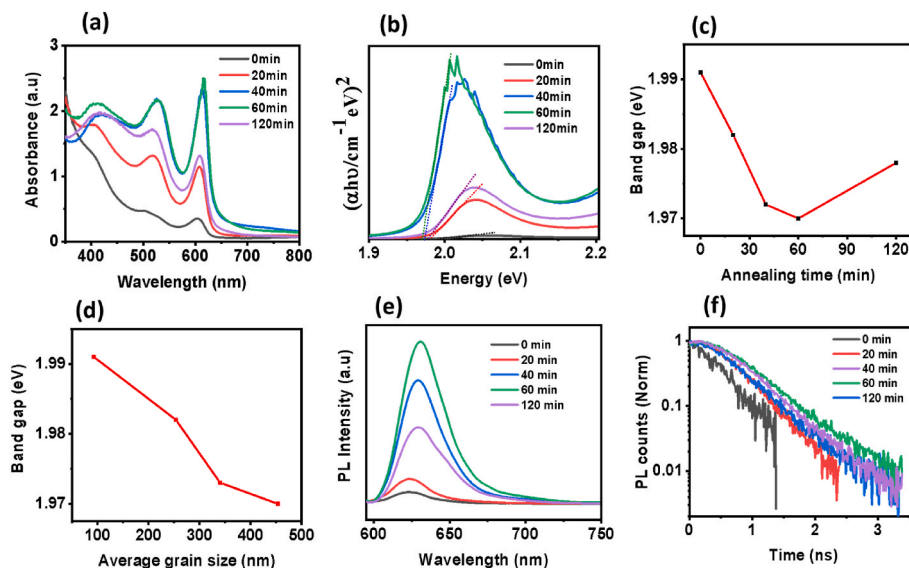 (a)
Absorbance (a.u)
3
2
1
0
400 500 600 700 800
Wavelength (nm)
0min
20min
40min
60min
120min
(b)
(αhυ/cm⁻¹ eV)²
1.9 2.0 2.1 2.2
Energy (eV)
0min
20min
40min
60min
120min
(c)
Band gap (eV)
1.99
1.98
1.97
0 30 60 90 120
Annealing time (min)
(d)
Band gap (eV)
1.99
1.98
1.97
100 200 300 400 500
Average grain size (nm)
(e)
PL Intensity (a.u)
600 650 700 750
Wavelength (nm)
0 min
20 min
40 min
60 min
120 min
(f)
PL counts (Norm)
1
0.1
0.01
0 1 2 3
Time (ns)
0 min
20 min
40 min
60 min
120 min